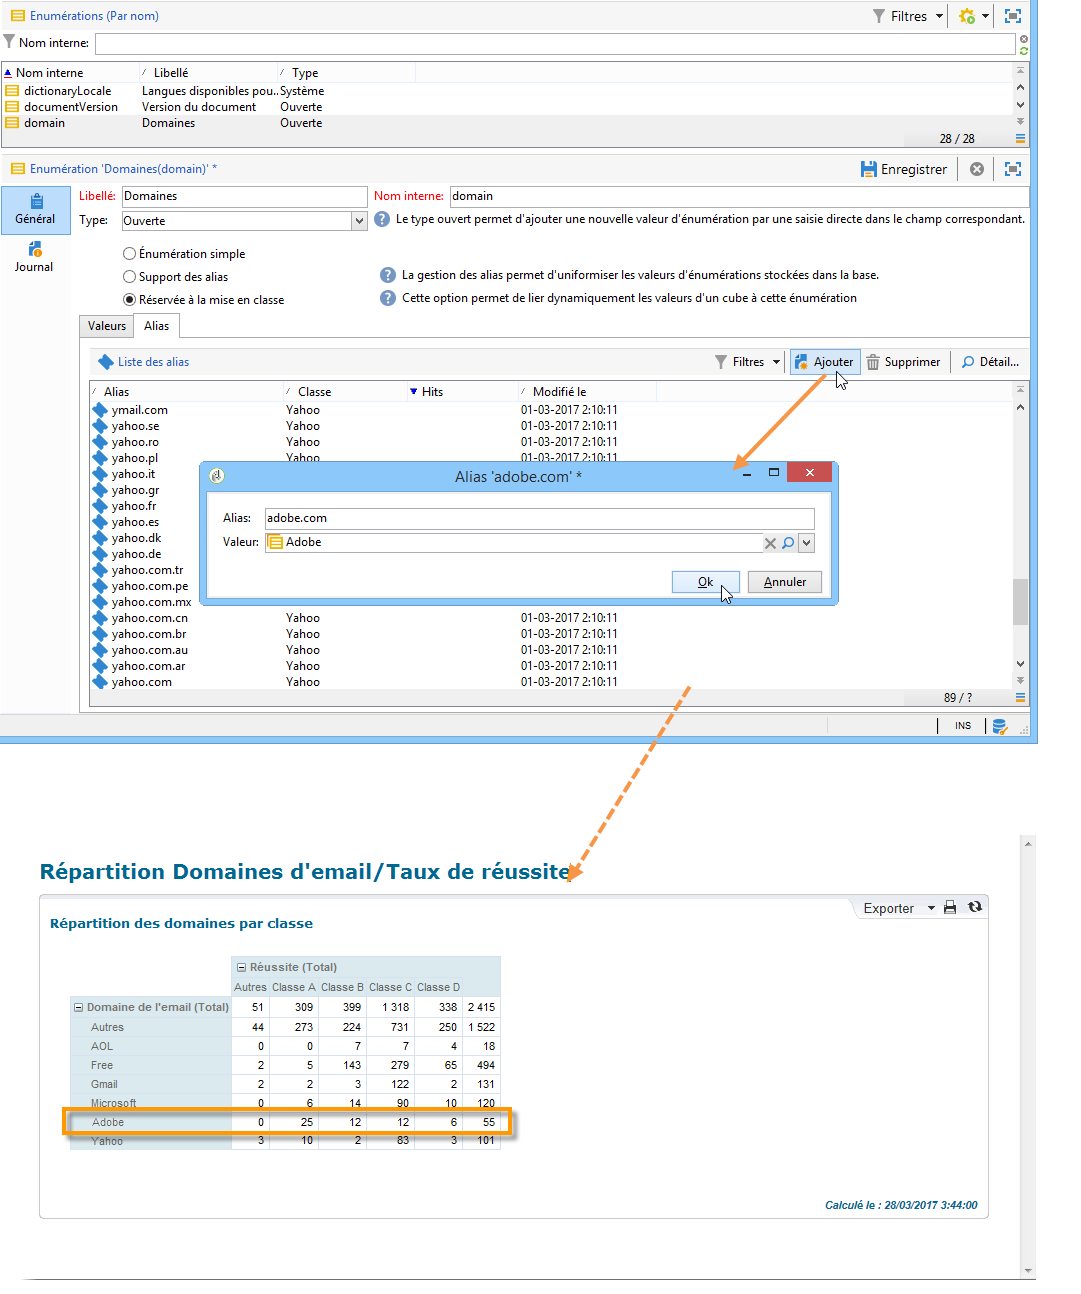 Enumérations (Par nom) Filtres
Nom interne:
Nom interne Libellé Type
dictionaryLocale Langues disponibles pou.. Système
documentVersion Version du document Ouverte
domain Domaines Ouverte
28 / 28
Enumération 'Domaines(domain)' * Enregistrer
Général
Journal
Libellé: Domaines Nom interne: domain
Type: Ouverte Le type ouvert permet d'ajouter une nouvelle valeur d'énumération par une saisie directe dans le champ correspondant.
Énumération simple
Support des alias La gestion des alias permet d'uniformiser les valeurs d'énumérations stockées dans la base.
Réservée à la mise en classe Cette option permet de lier dynamiquement les valeurs d'un cube à cette énumération
Valeurs Alias
Liste des alias Filtres Ajouter Supprimer Détail...
Alias Classe Hits Modifié le
ymail.com Yahoo 01-03-2017 2:10:11
yahoo.se Yahoo 01-03-2017 2:10:11
yahoo.ro Yahoo 01-03-2017 2:10:11
yahoo.pl Yahoo 01-03-2017 2:10:11
yahoo.it
yahoo.gr
yahoo.fr
yahoo.es
yahoo.dk
yahoo.de
yahoo.com.tr
yahoo.com.pe
yahoo.com.mx
yahoo.com.cn Yahoo 01-03-2017 2:10:11
yahoo.com.br Yahoo 01-03-2017 2:10:11
yahoo.com.au Yahoo 01-03-2017 2:10:11
yahoo.com.ar Yahoo 01-03-2017 2:10:11
yahoo.com Yahoo 01-03-2017 2:10:11
Alias 'adobe.com' *
Alias: adobe.com
Valeur: Adobe
Ok Annuler
89 / ?
INS
Répartition Domaines d'email/Taux de réussite
Exporter
Répartition des domaines par classe
Réussite (Total)
Autres Classe A Classe B Classe C Classe D
Domaine de l'email (Total) 51 309 399 1 318 338 2 415
Autres 44 273 224 731 250 1 522
AOL 0 0 7 7 4 18
Free 2 5 143 279 65 494
Gmail 2 2 3 122 2 131
Microsoft 0 6 14 90 10 120
Adobe 0 25 12 12 6 55
Yahoo 3 10 2 83 3 101
Calculé le : 28/03/2017 3:44:00